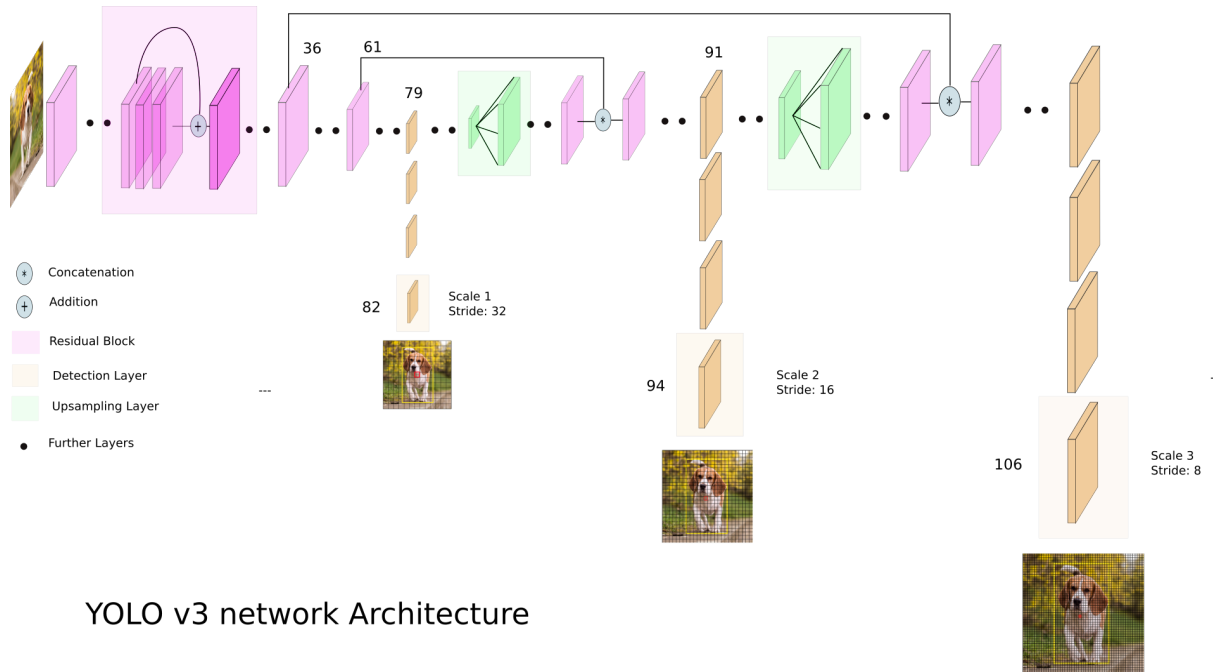 36
61
91
79
Concatenation
Addition
Residual Block
Detection Layer
Upsampling Layer
Further Layers
---
82
Scale 1
Stride: 32
94
Scale 2
Stride: 16
106
Scale 3
Stride: 8
YOLO v3 network Architecture